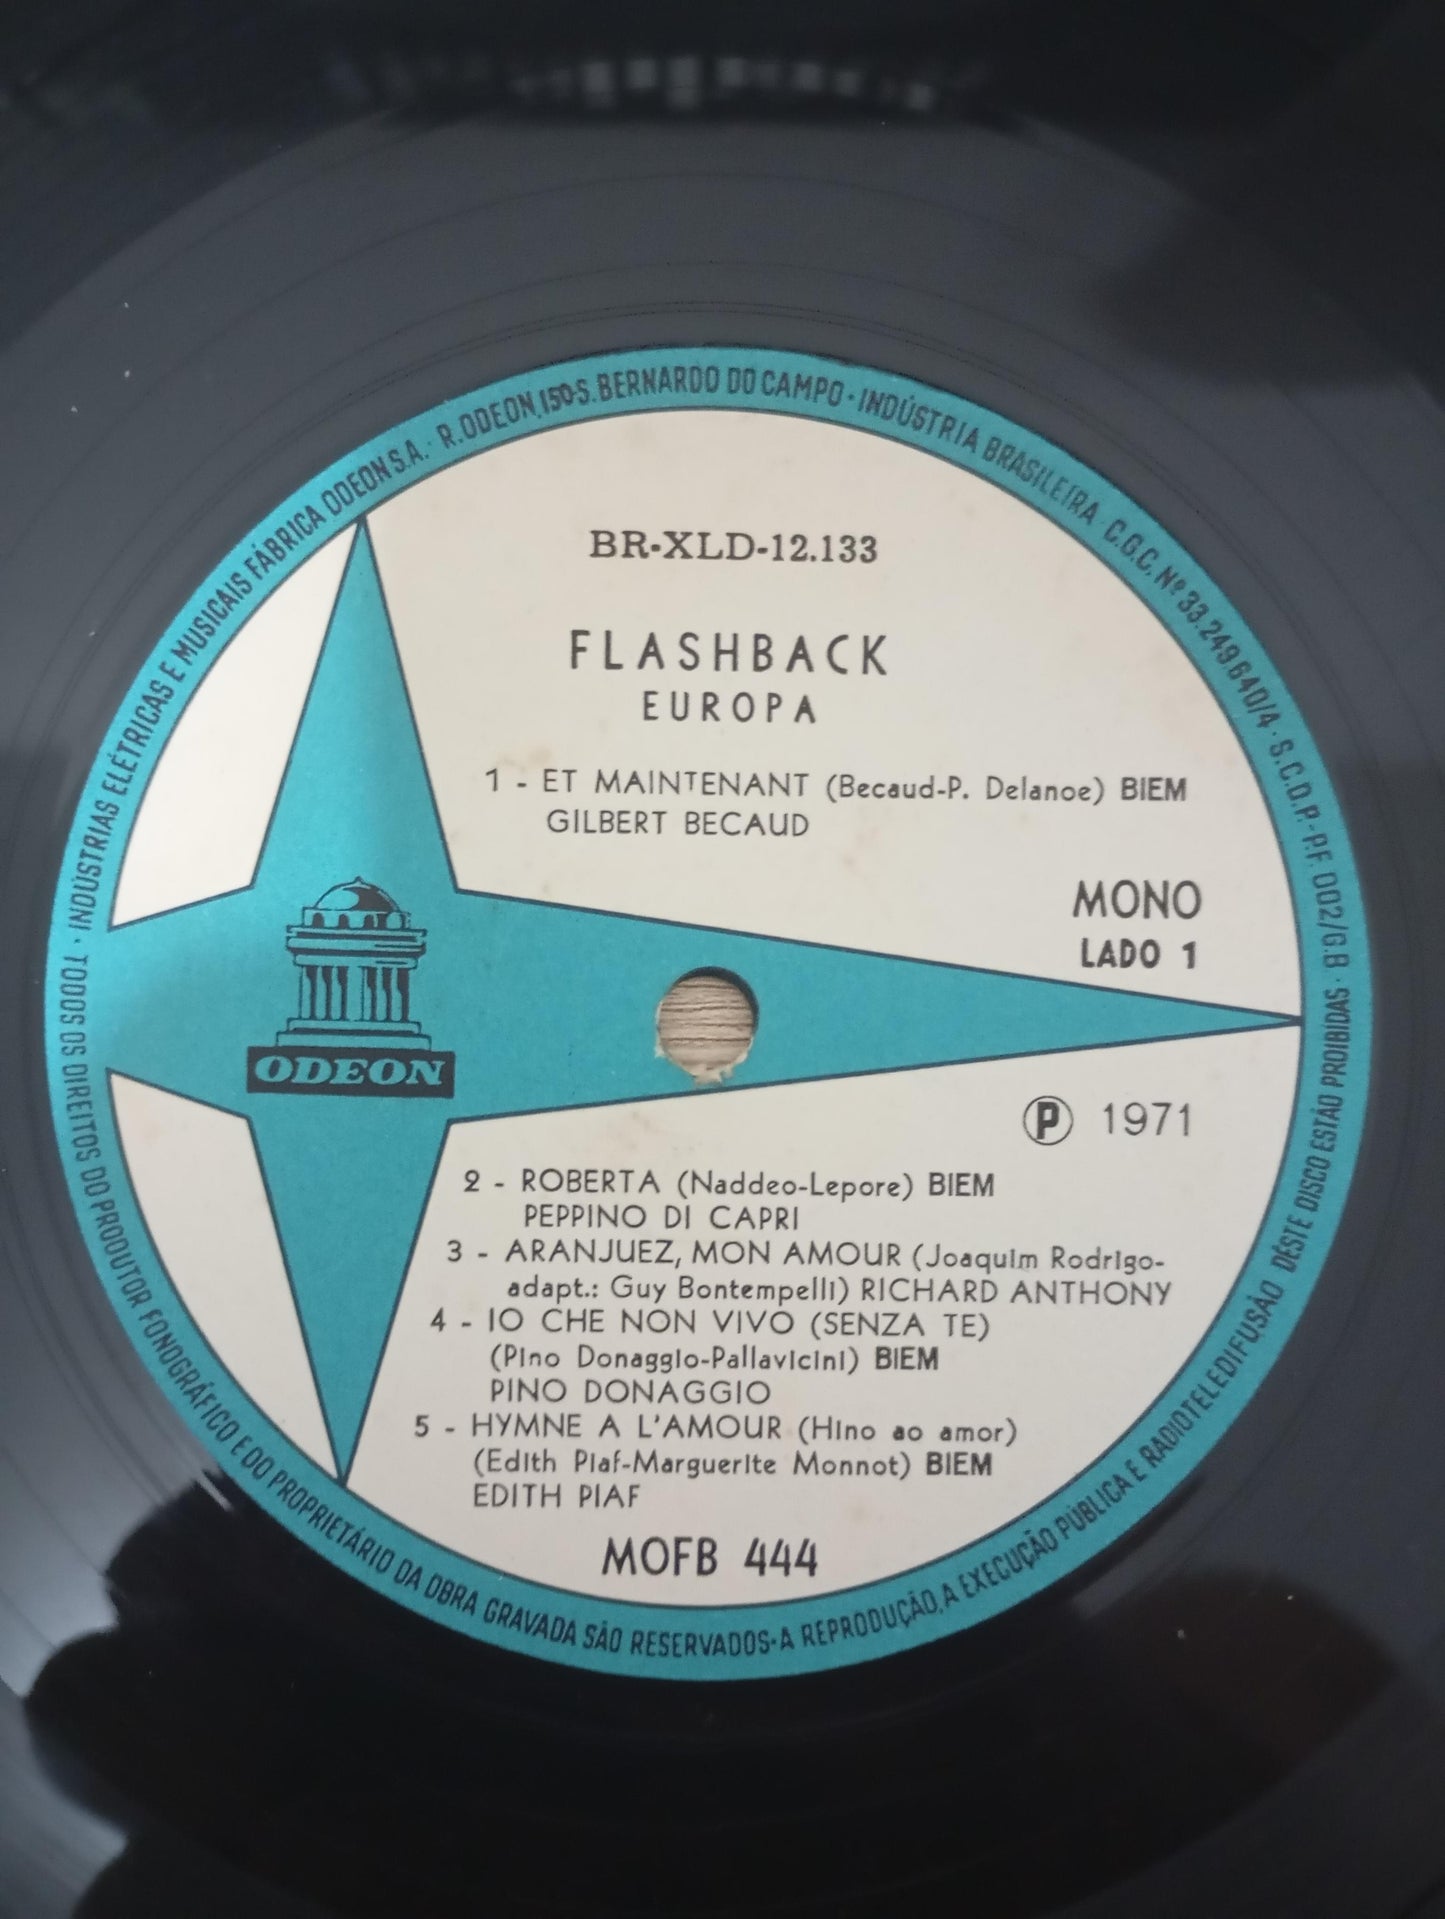 INDÚSTRIAS ELÉTRICAS E MUSICAIS FÁBRICA ODEON S.A. · R. ODEON, 150-S. BERNARDO DO CAMPO · INDÚSTRIA BRASILEIRA C.G.C. Nº 33.249.640/4 · S.C.D.P.-P.F. 002/G.B ·
BR-XLD-12.133
FLASHBACK
EUROPA
1 - ET MAINTENANT (Becaud-P. Delanoe) BIEM
GILBERT BECAUD
MONO
LADO 1
ODEON
Ⓟ 1971
2 - ROBERTA (Naddeo-Lepore) BIEM
PEPPINO DI CAPRI
3 - ARANJUEZ, MON AMOUR (Joaquim Rodrigo-
adapt.: Guy Bontempelli) RICHARD ANTHONY
4 - IO CHE NON VIVO (SENZA TE)
(Pino Donaggio-Pallavicini) BIEM
PINO DONAGGIO
5 - HYMNE A L'AMOUR (Hino ao amor)
(Edith Piaf-Marguerite Monnot) BIEM
EDITH PIAF
MOFB 444
TODOS OS DIREITOS DO PRODUTOR FONOGRÁFICO E DO PROPRIETÁRIO DA OBRA GRAVADA SÃO RESERVADOS · A REPRODUÇÃO, A EXECUÇÃO PÚBLICA E RADIOTELEDIFUSÃO DÊSTE DISCO ESTÃO PROIBIDAS ·